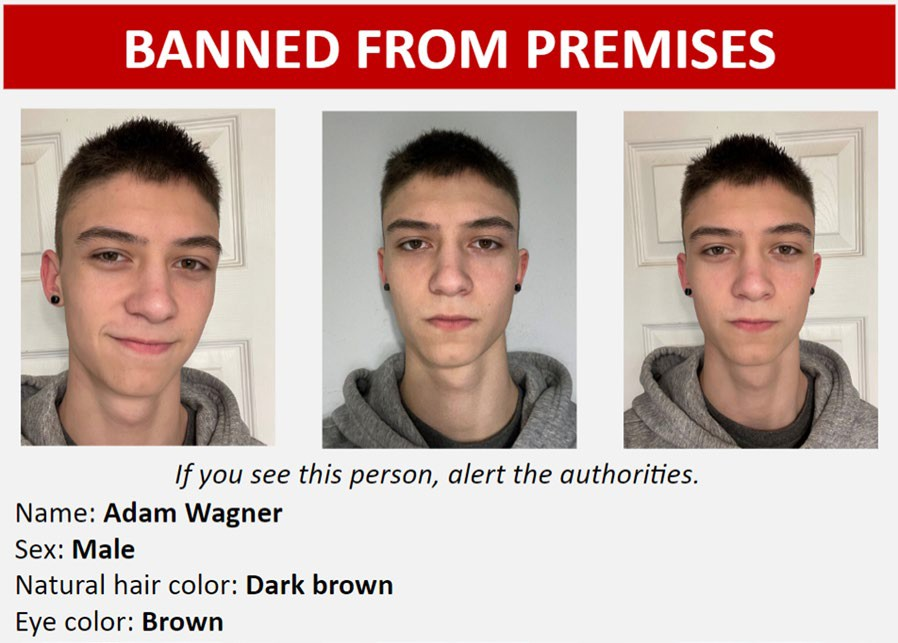 BANNED FROM PREMISES
If you see this person, alert the authorities.
Name: Adam Wagner
Sex: Male
Natural hair color: Dark brown
Eye color: Brown